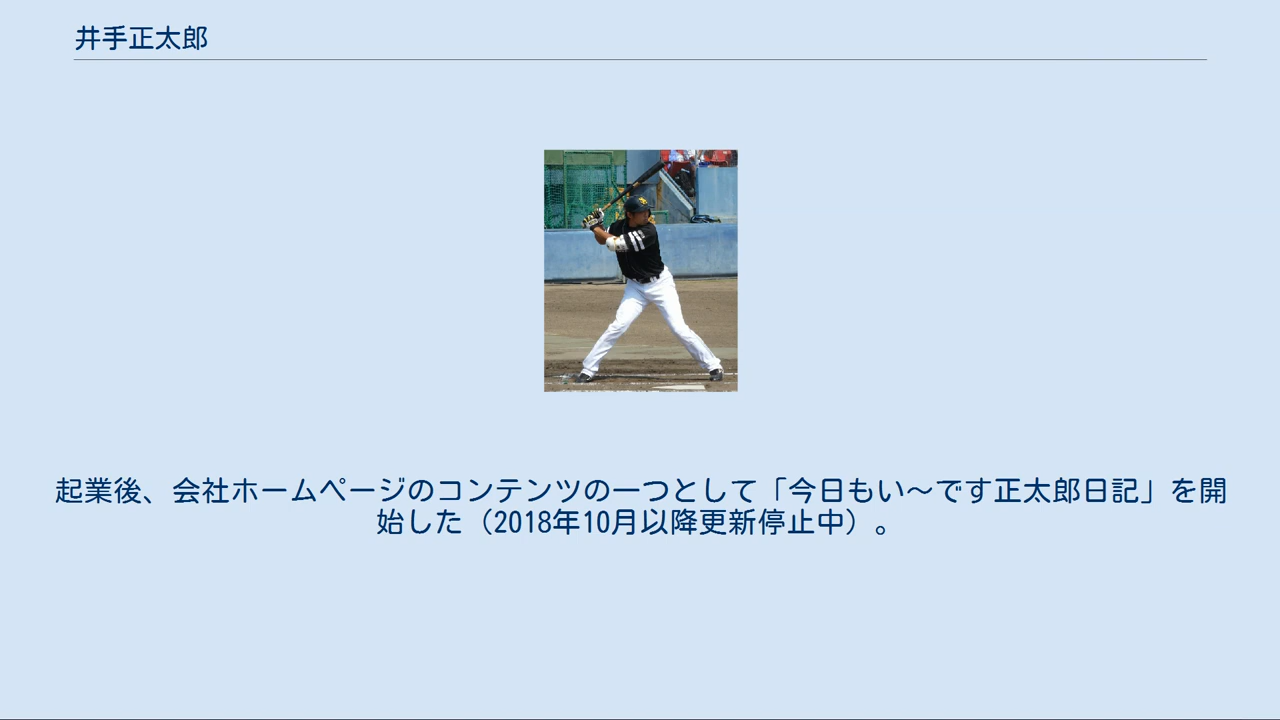 井手正太郎
起業後、会社ホームページのコンテンツの一つとして「今日もい～です正太郎日記」を開
始した（2018年10月以降更新停止中）。